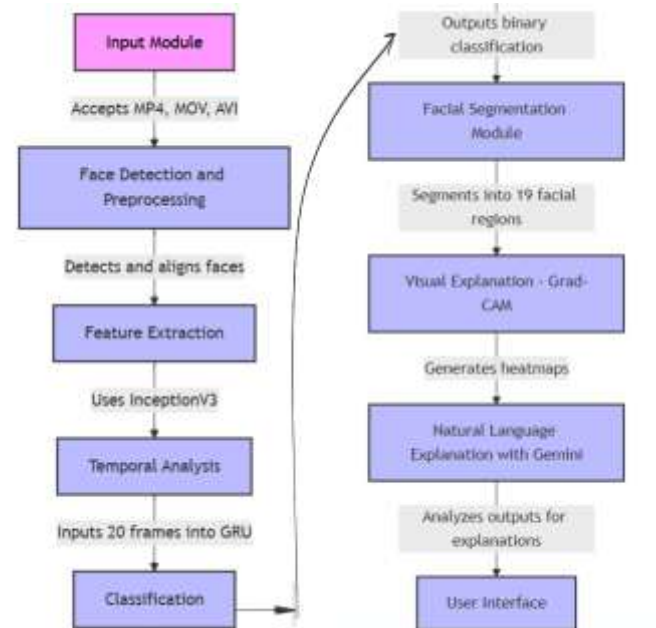 Input Module
Accepts MP4, MOV, AVI
Face Detection and
Preprocessing
Detects and aligns faces
Feature Extraction
Uses InceptionV3
Temporal Analysis
Inputs 20 frames into GRU
Classification
Outputs binary
classification
Facial Segmentation
Module
Segments into 19 facial
regions
Visual Explanation - Grad-
CAM
Generates heatmaps
Natural Language
Explanation with Gemini
Analyzes outputs for
explanations
User Interface